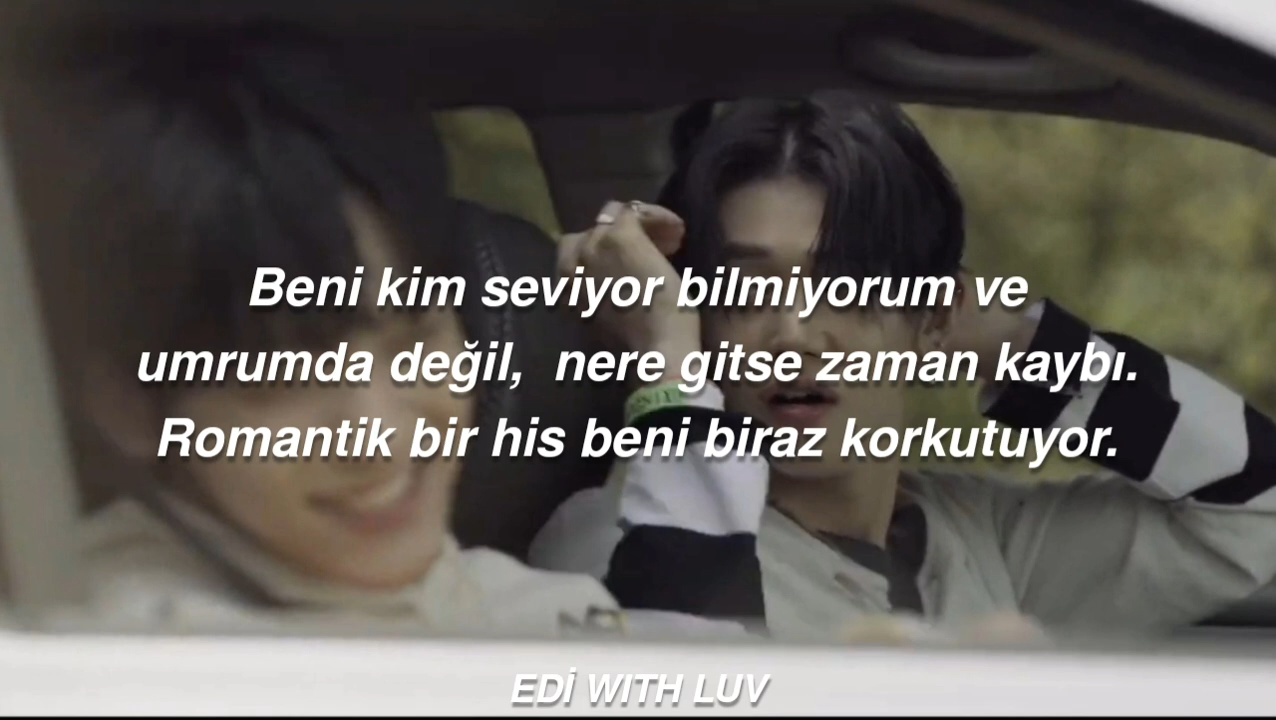 Beni kim seviyor bilmiyorum ve
umrumda değil, nere gitse zaman kaybı.
Romantik bir his beni biraz korkutuyor.
EDİ WITH LUV